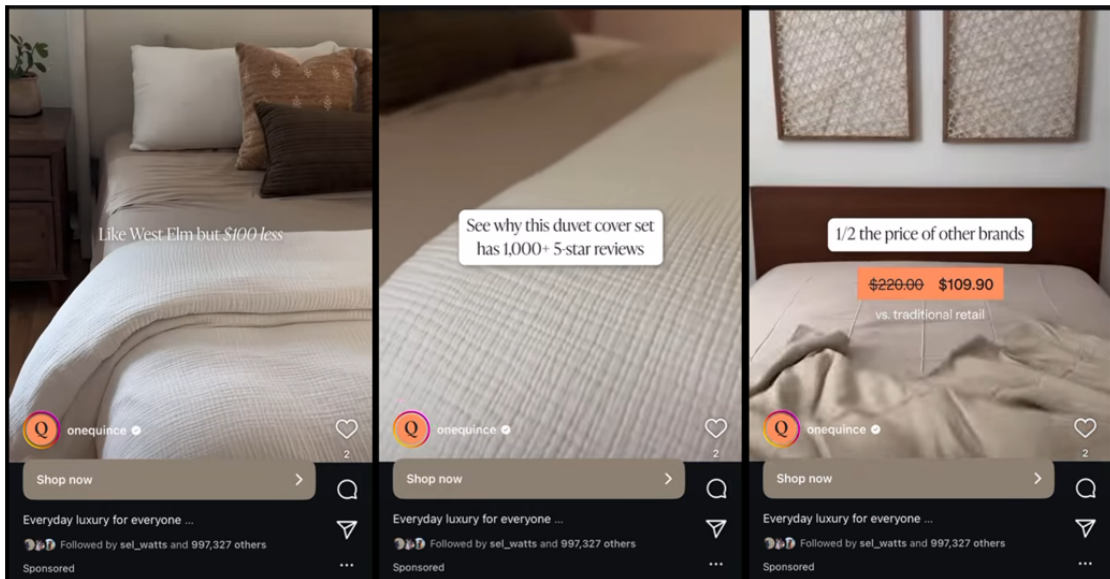 Like West Elm but $100 less
Q onequince
2
Shop now
Everyday luxury for everyone ...
Followed by sel_watts and 997,327 others
Sponsored
See why this duvet cover set
has 1,000+ 5-star reviews
Q onequince
2
Shop now
Everyday luxury for everyone ...
Followed by sel_watts and 997,327 others
Sponsored
1/2 the price of other brands
$220.00 $109.90
vs. traditional retail
Q onequince
2
Shop now
Everyday luxury for everyone ...
Followed by sel_watts and 997,327 others
Sponsored